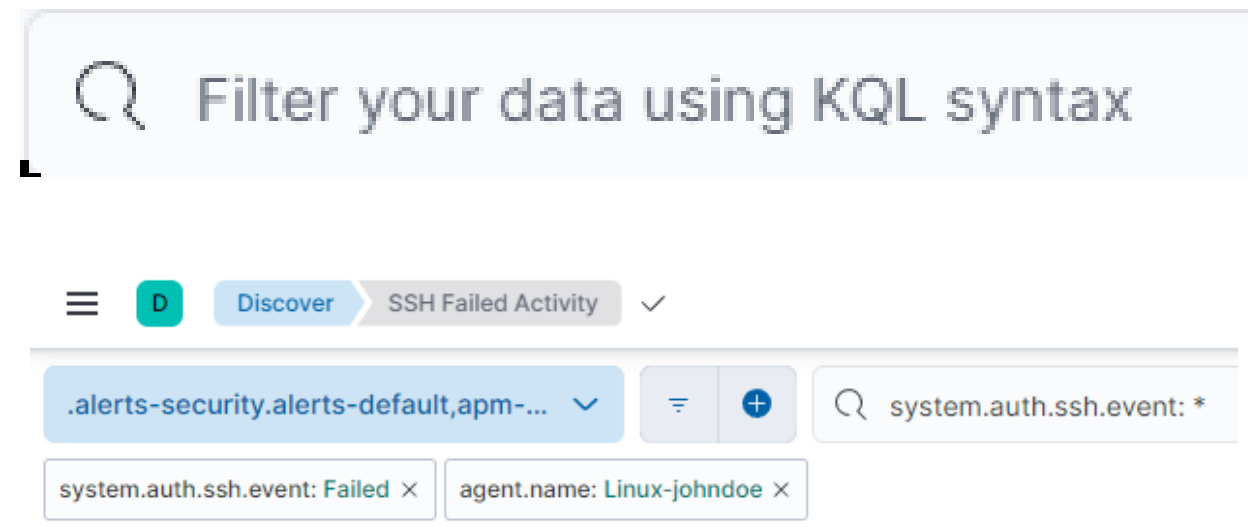 Filter your data using KQL syntax
D Discover SSH Failed Activity
.alerts-security.alerts-default,apm-... system.auth.ssh.event: *
system.auth.ssh.event: Failed × agent.name: Linux-johndoe ×